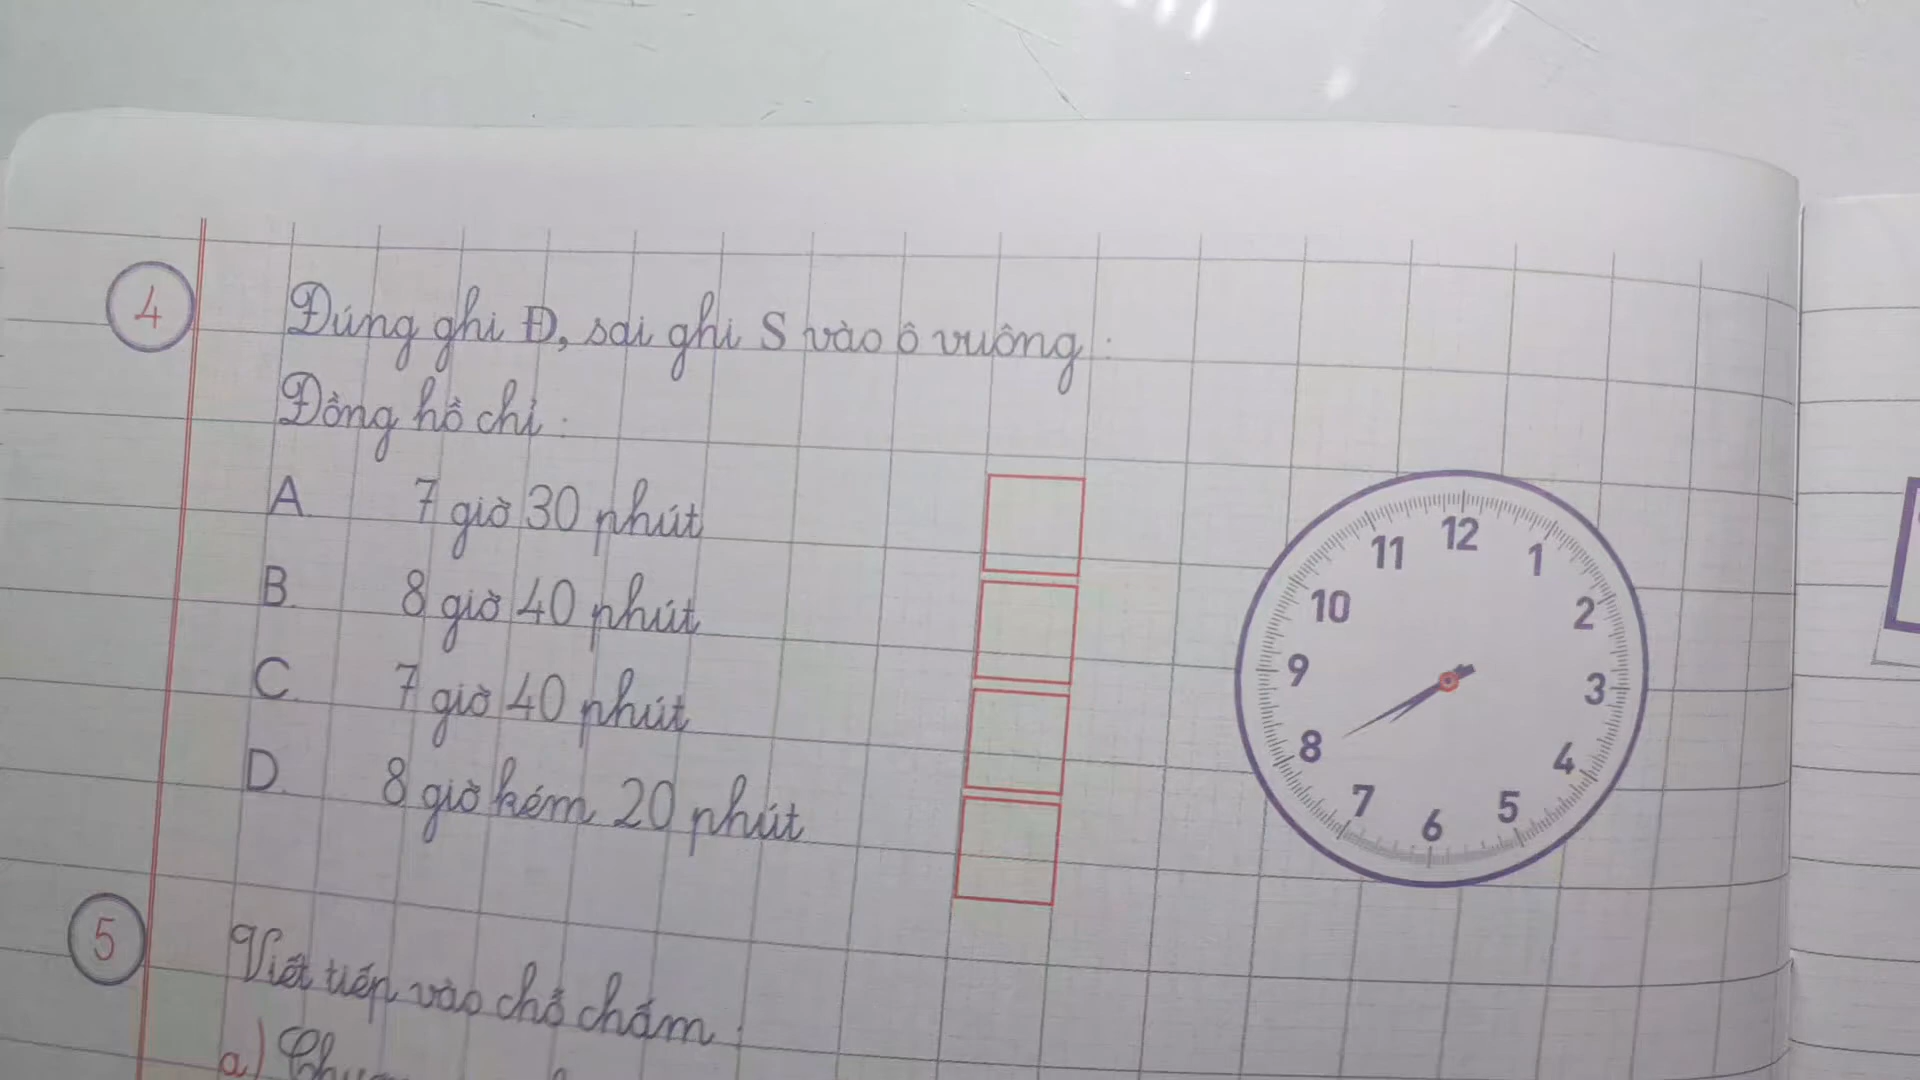 4
Đúng ghi Đ, sai ghi S vào ô vuông :
Đồng hồ chỉ :
A. 7 giờ 30 phút
B. 8 giờ 40 phút
C. 7 giờ 40 phút
D. 8 giờ kém 20 phút
12
11 1
10 2
9 3
8 4
7 5
6
5
Viết tiếp vào chỗ chấm :
a)